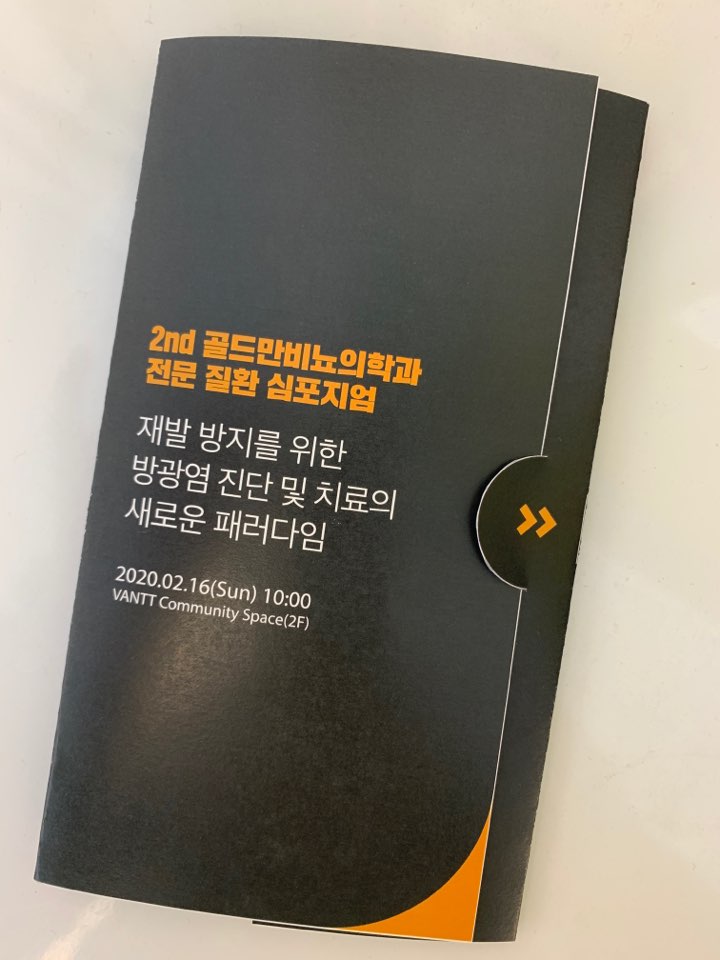 2nd 골드만비뇨의학과
전문 질환 심포지엄
재발 방지를 위한
방광염 진단 및 치료의
새로운 패러다임
2020.02.16(Sun) 10:00
VANTT Community Space(2F)